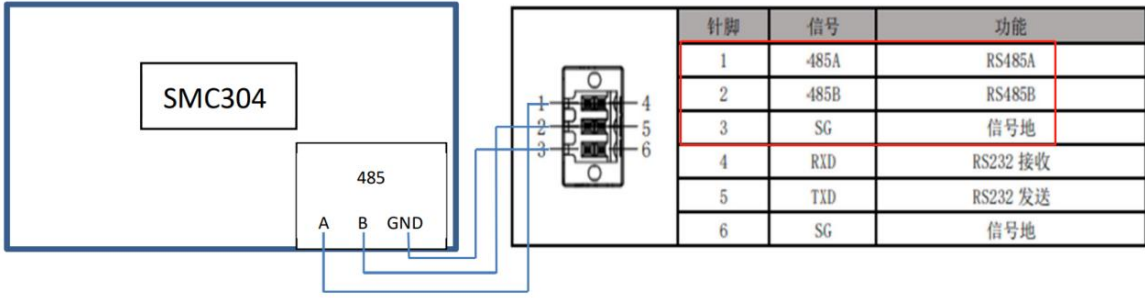 SMC304
485
A B GND
1 4
2 5
3 6
针脚 信号 功能
1 485A RS485A
2 485B RS485B
3 SG 信号地
4 RXD RS232 接收
5 TXD RS232 发送
6 SG 信号地